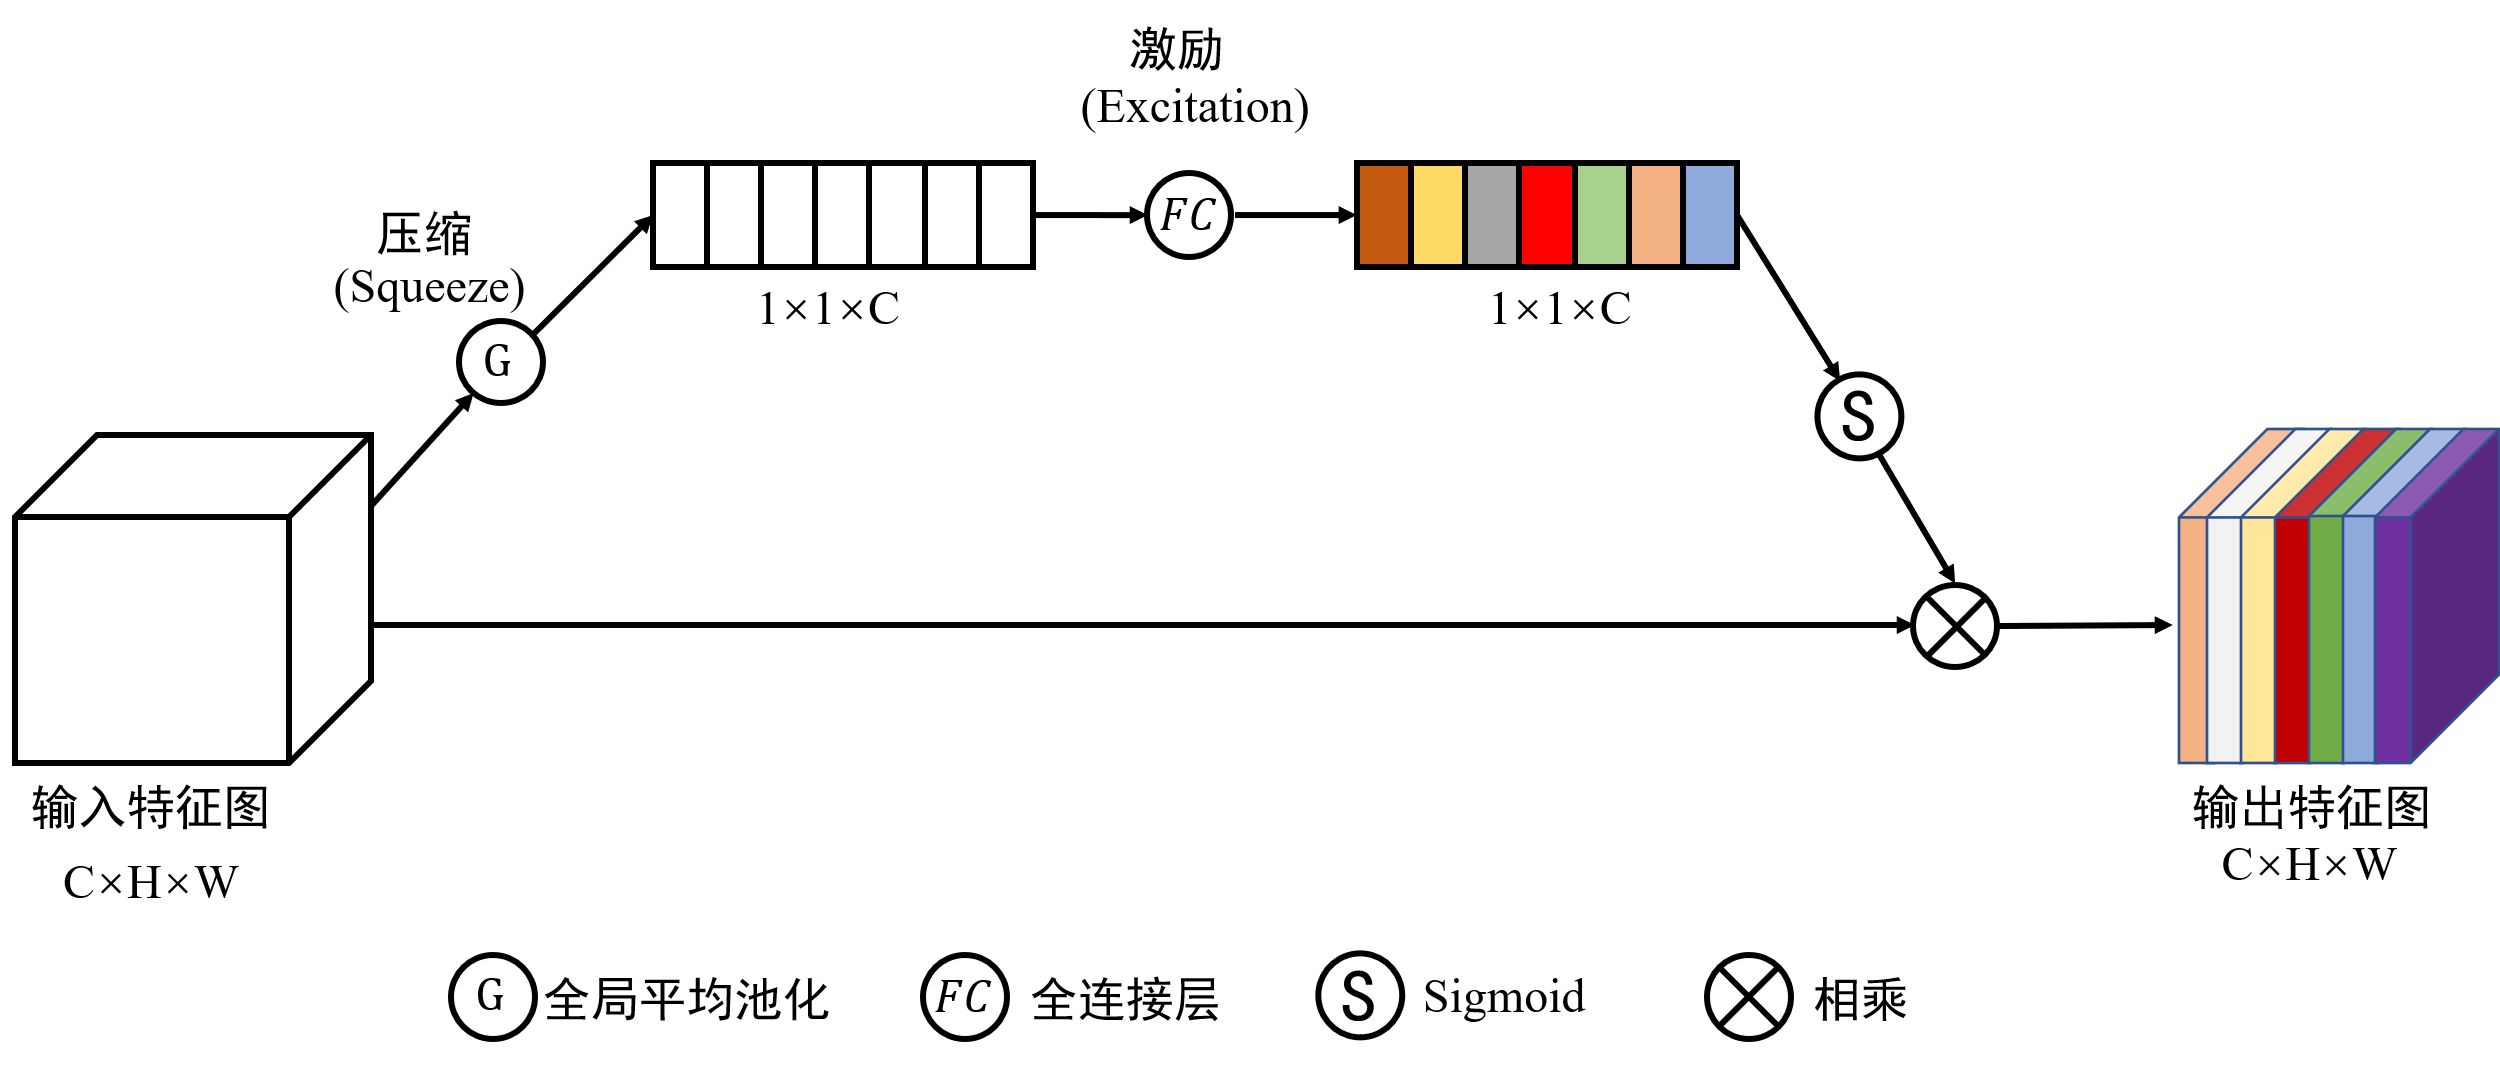 激励
(Excitation)
压缩
(Squeeze)
FC
1×1×C
1×1×C
G
S
输入特征图
C×H×W
输出特征图
C×H×W
G 全局平均池化
FC 全连接层
S Sigmoid
相乘